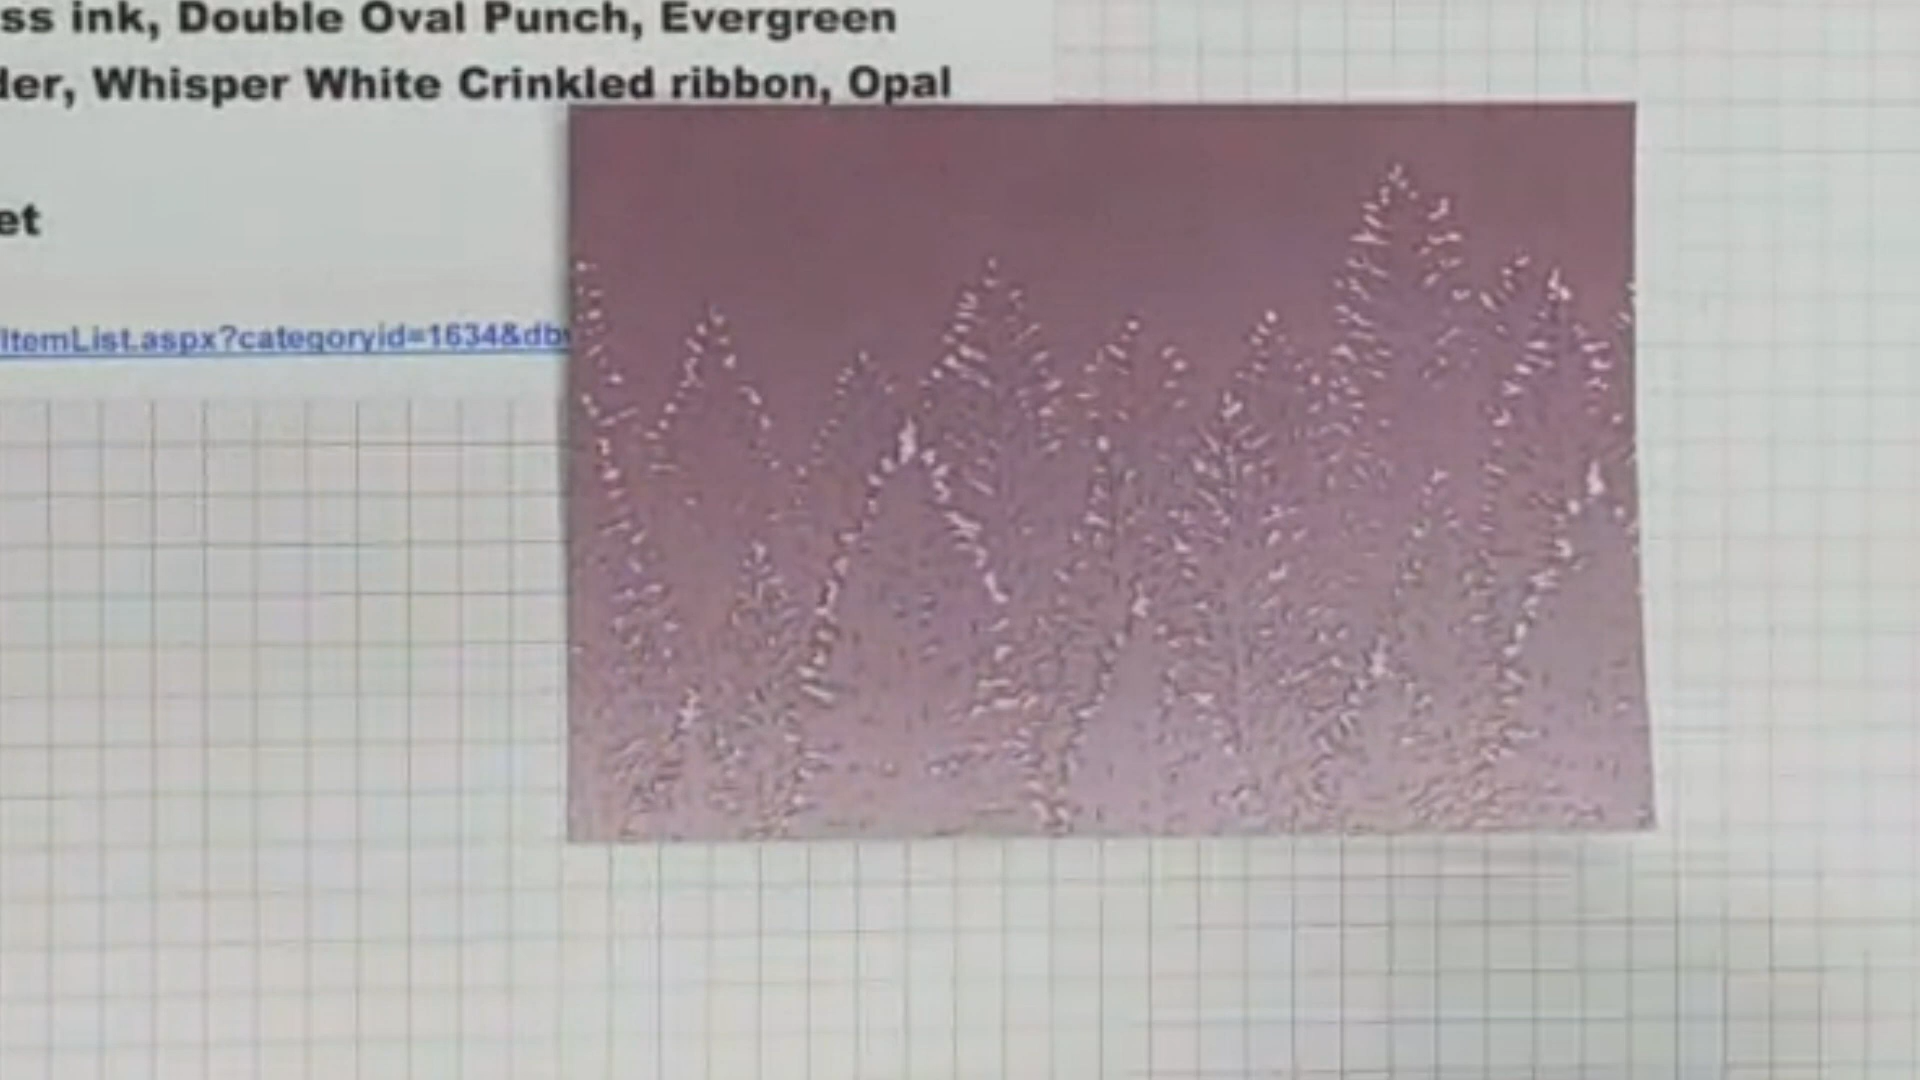 ss ink, Double Oval Punch, Evergreen
der, Whisper White Crinkled ribbon, Opal
et
ItemList.aspx?categoryid=1634&db